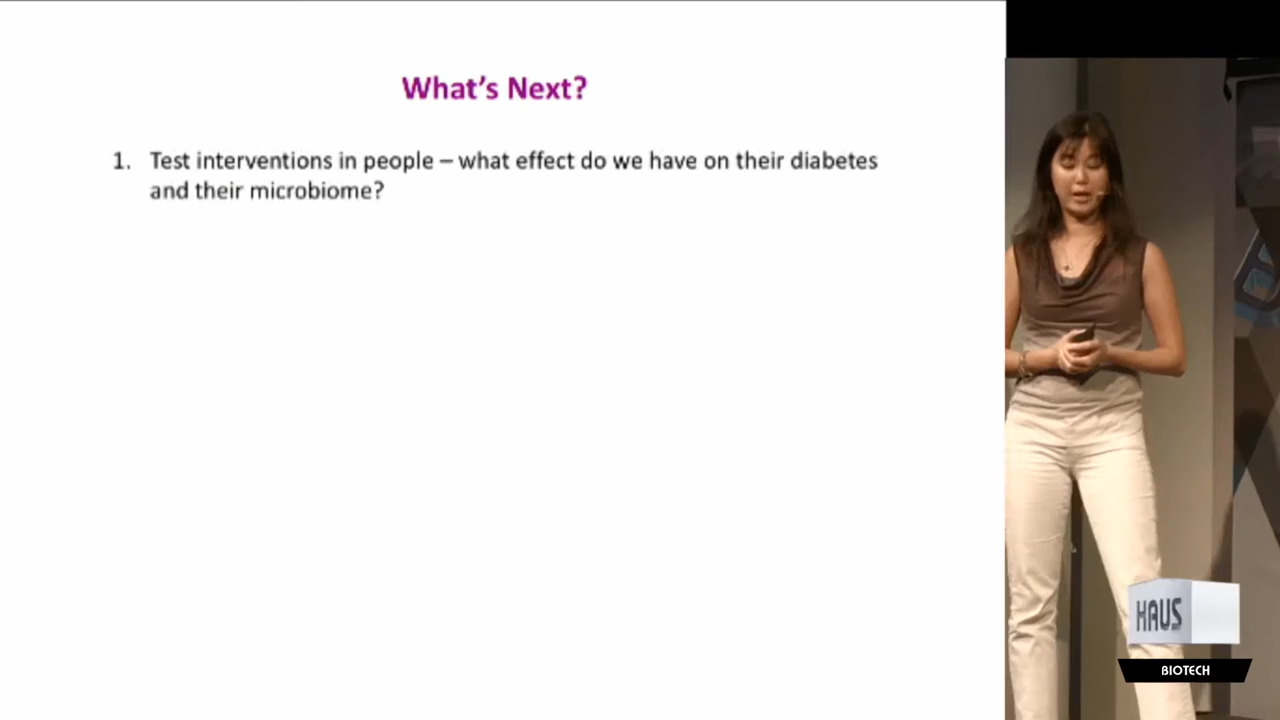 What's Next?
1. Test interventions in people – what effect do we have on their diabetes
and their microbiome?
HAUS
BIOTECH